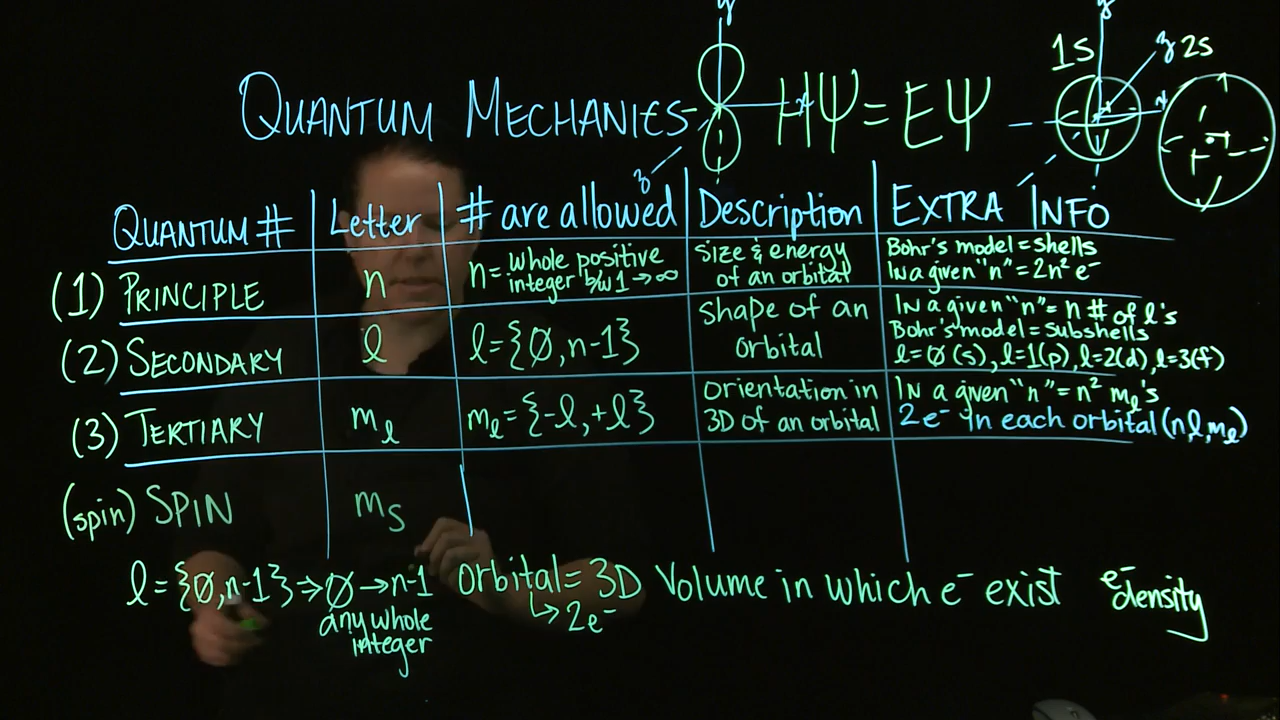 y
y
1S
z 2S
QUANTUM MECHANICS
x
HΨ = EΨ
x
z
QUANTUM #
Letter
# are allowed
Description
EXTRA INFO
(1) PRINCIPLE
n
n = whole positive
integer b/w 1 → ∞
size & energy
of an orbital
Bohr's model = shells
In a given "n" = 2n² e⁻
(2) SECONDARY
l
l = {∅, n-1}
shape of an
orbital
In a given "n" = n # of l's
Bohr's model = subshells
l=∅ (s), l=1(p), l=2(d), l=3(f)
(3) TERTIARY
mₗ
mₗ = {-l, +l}
orientation in
3D of an orbital
In a given "n" = n² mₗ's
2e⁻ in each orbital (n,l,mₗ)
(spin) SPIN
mₛ
l = {∅, n-1} ⇒ ∅ → n-1
any whole
integer
Orbital = 3D Volume in which e⁻ exist
↳ 2e⁻
e⁻
density